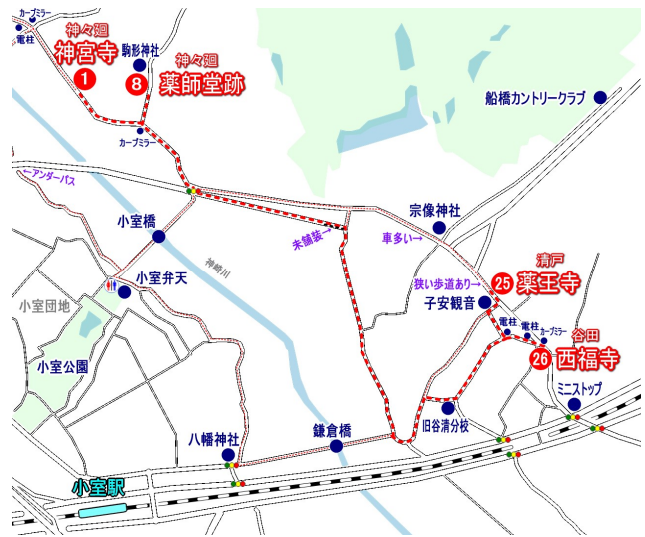 カーブミラー
電柱
神々廻
神宮寺
1
駒形神社
8
神々廻
薬師堂跡
カーブミラー
船橋カントリークラブ
←アンダーパス
小室橋
神崎川
未舗装→
車多い→
宗像神社
清戸
25
薬王寺
狭い歩道あり→
子安観音
小室弁天
小室団地
小室公園
電柱
電柱
カーブミラー
谷田
26
西福寺
ミニストップ
旧谷清分校
八幡神社
鎌倉橋
小室駅